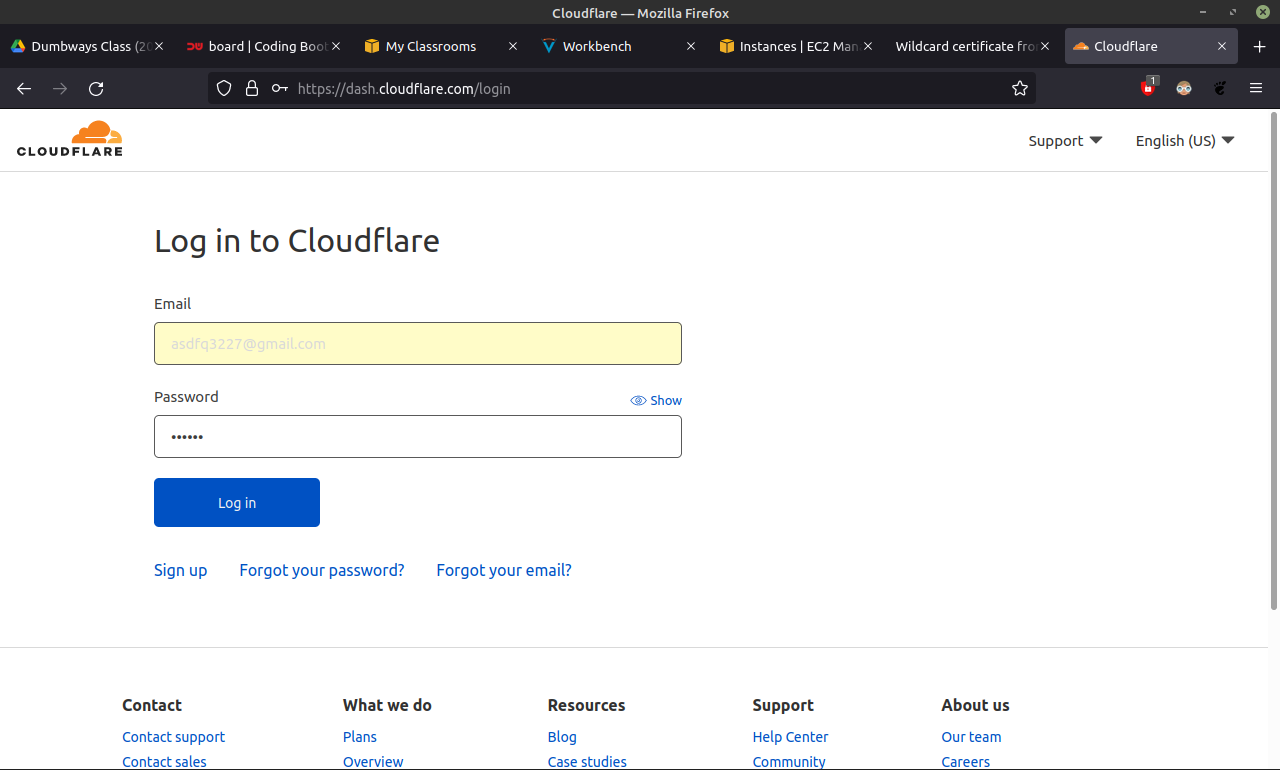 Cloudflare — Mozilla Firefox
Dumbways Class (20
board | Coding Boot
My Classrooms
Workbench
Instances | EC2 Man
Wildcard certificate fro
Cloudflare
https://dash.cloudflare.com/login
1
CLOUDFLARE
Support
English (US)
Log in to Cloudflare
Email
asdfq3227@gmail.com
Password
Show
••••••
Log in
Sign up Forgot your password? Forgot your email?
Contact What we do Resources Support About us
Contact support Plans Blog Help Center Our team
Contact sales Overview Case studies Community Careers